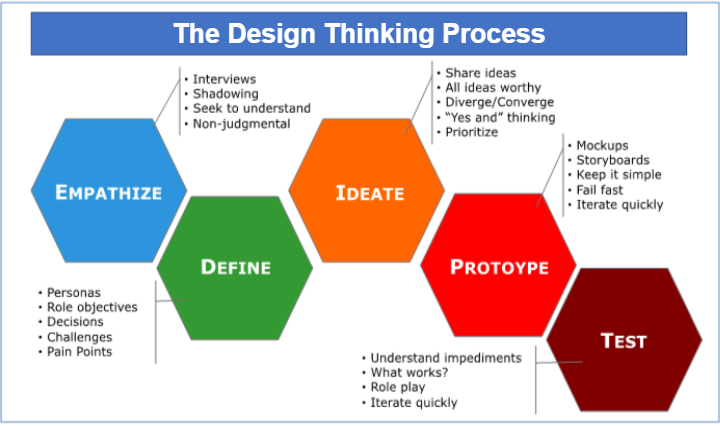 The Design Thinking Process
• Interviews
• Shadowing
• Seek to understand
• Non-judgmental
EMPATHIZE
• Personas
• Role objectives
• Decisions
• Challenges
• Pain Points
DEFINE
• Share ideas
• All ideas worthy
• Diverge/Converge
• “Yes and” thinking
• Prioritize
IDEATE
• Mockups
• Storyboards
• Keep it simple
• Fail fast
• Iterate quickly
PROTOYPE
• Understand impediments
• What works?
• Role play
• Iterate quickly
TEST